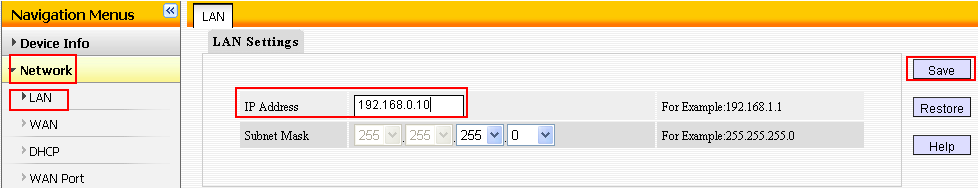 Navigation Menus
LAN
Device Info
LAN Settings
Network
Save
LAN
IP Address 192.168.0.10 For Example:192.168.1.1
Restore
WAN
Subnet Mask 255 . 255 . 255 . 0 For Example:255.255.255.0
DHCP
Help
WAN Port